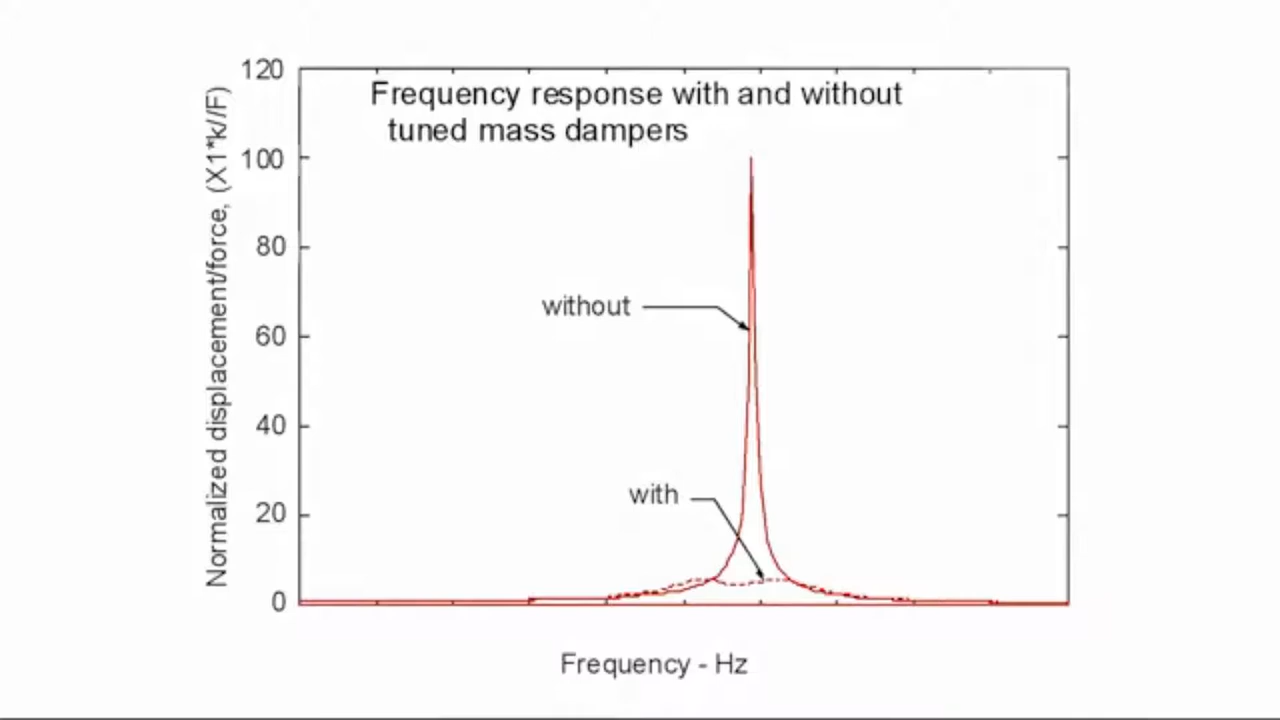 Frequency response with and without
tuned mass dampers
Normalized displacement/force, (X1*k//F)
120
100
80
60
40
20
0
without
with
Frequency - Hz